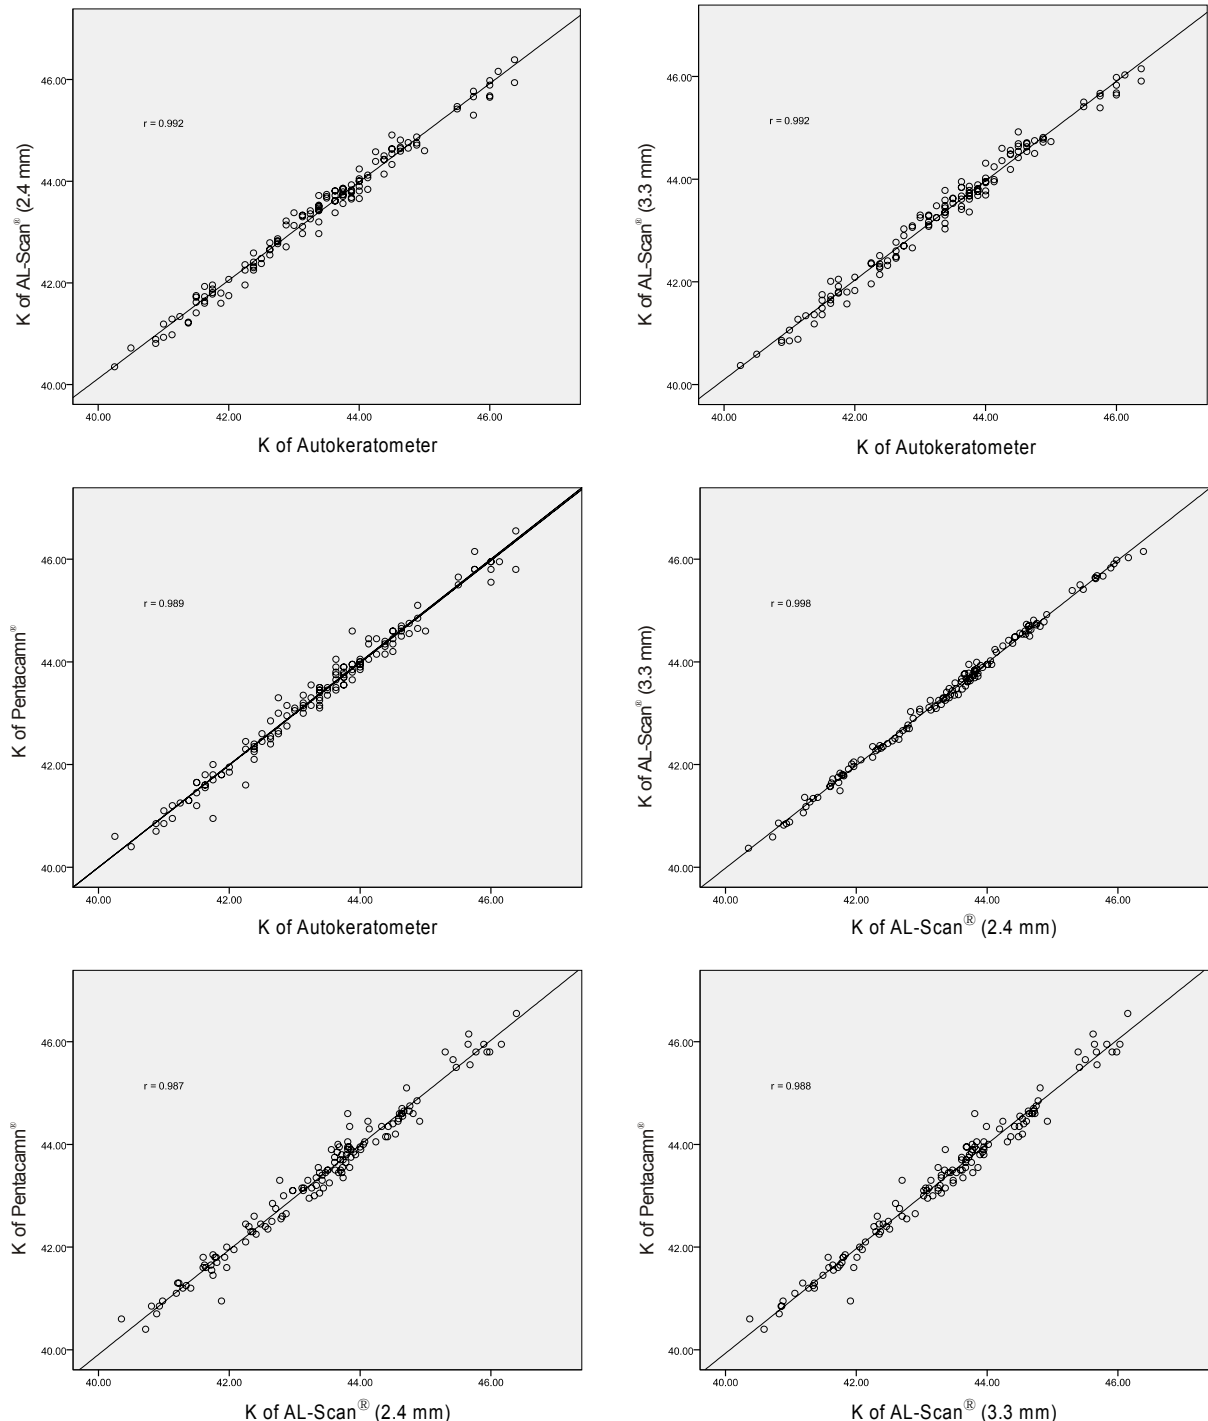 46.00
44.00
42.00
40.00
K of AL-Scan® (2.4 mm)
r = 0.992
40.00 42.00 44.00 46.00
K of Autokeratometer
46.00
44.00
42.00
40.00
K of AL-Scan® (3.3 mm)
r = 0.992
40.00 42.00 44.00 46.00
K of Autokeratometer
46.00
44.00
42.00
40.00
K of Pentacamn®
r = 0.989
40.00 42.00 44.00 46.00
K of Autokeratometer
46.00
44.00
42.00
40.00
K of AL-Scan® (3.3 mm)
r = 0.998
40.00 42.00 44.00 46.00
K of AL-Scan® (2.4 mm)
46.00
44.00
42.00
40.00
K of Pentacamn®
r = 0.987
40.00 42.00 44.00 46.00
K of AL-Scan® (2.4 mm)
46.00
44.00
42.00
40.00
K of Pentacamn®
r = 0.988
40.00 42.00 44.00 46.00
K of AL-Scan® (3.3 mm)